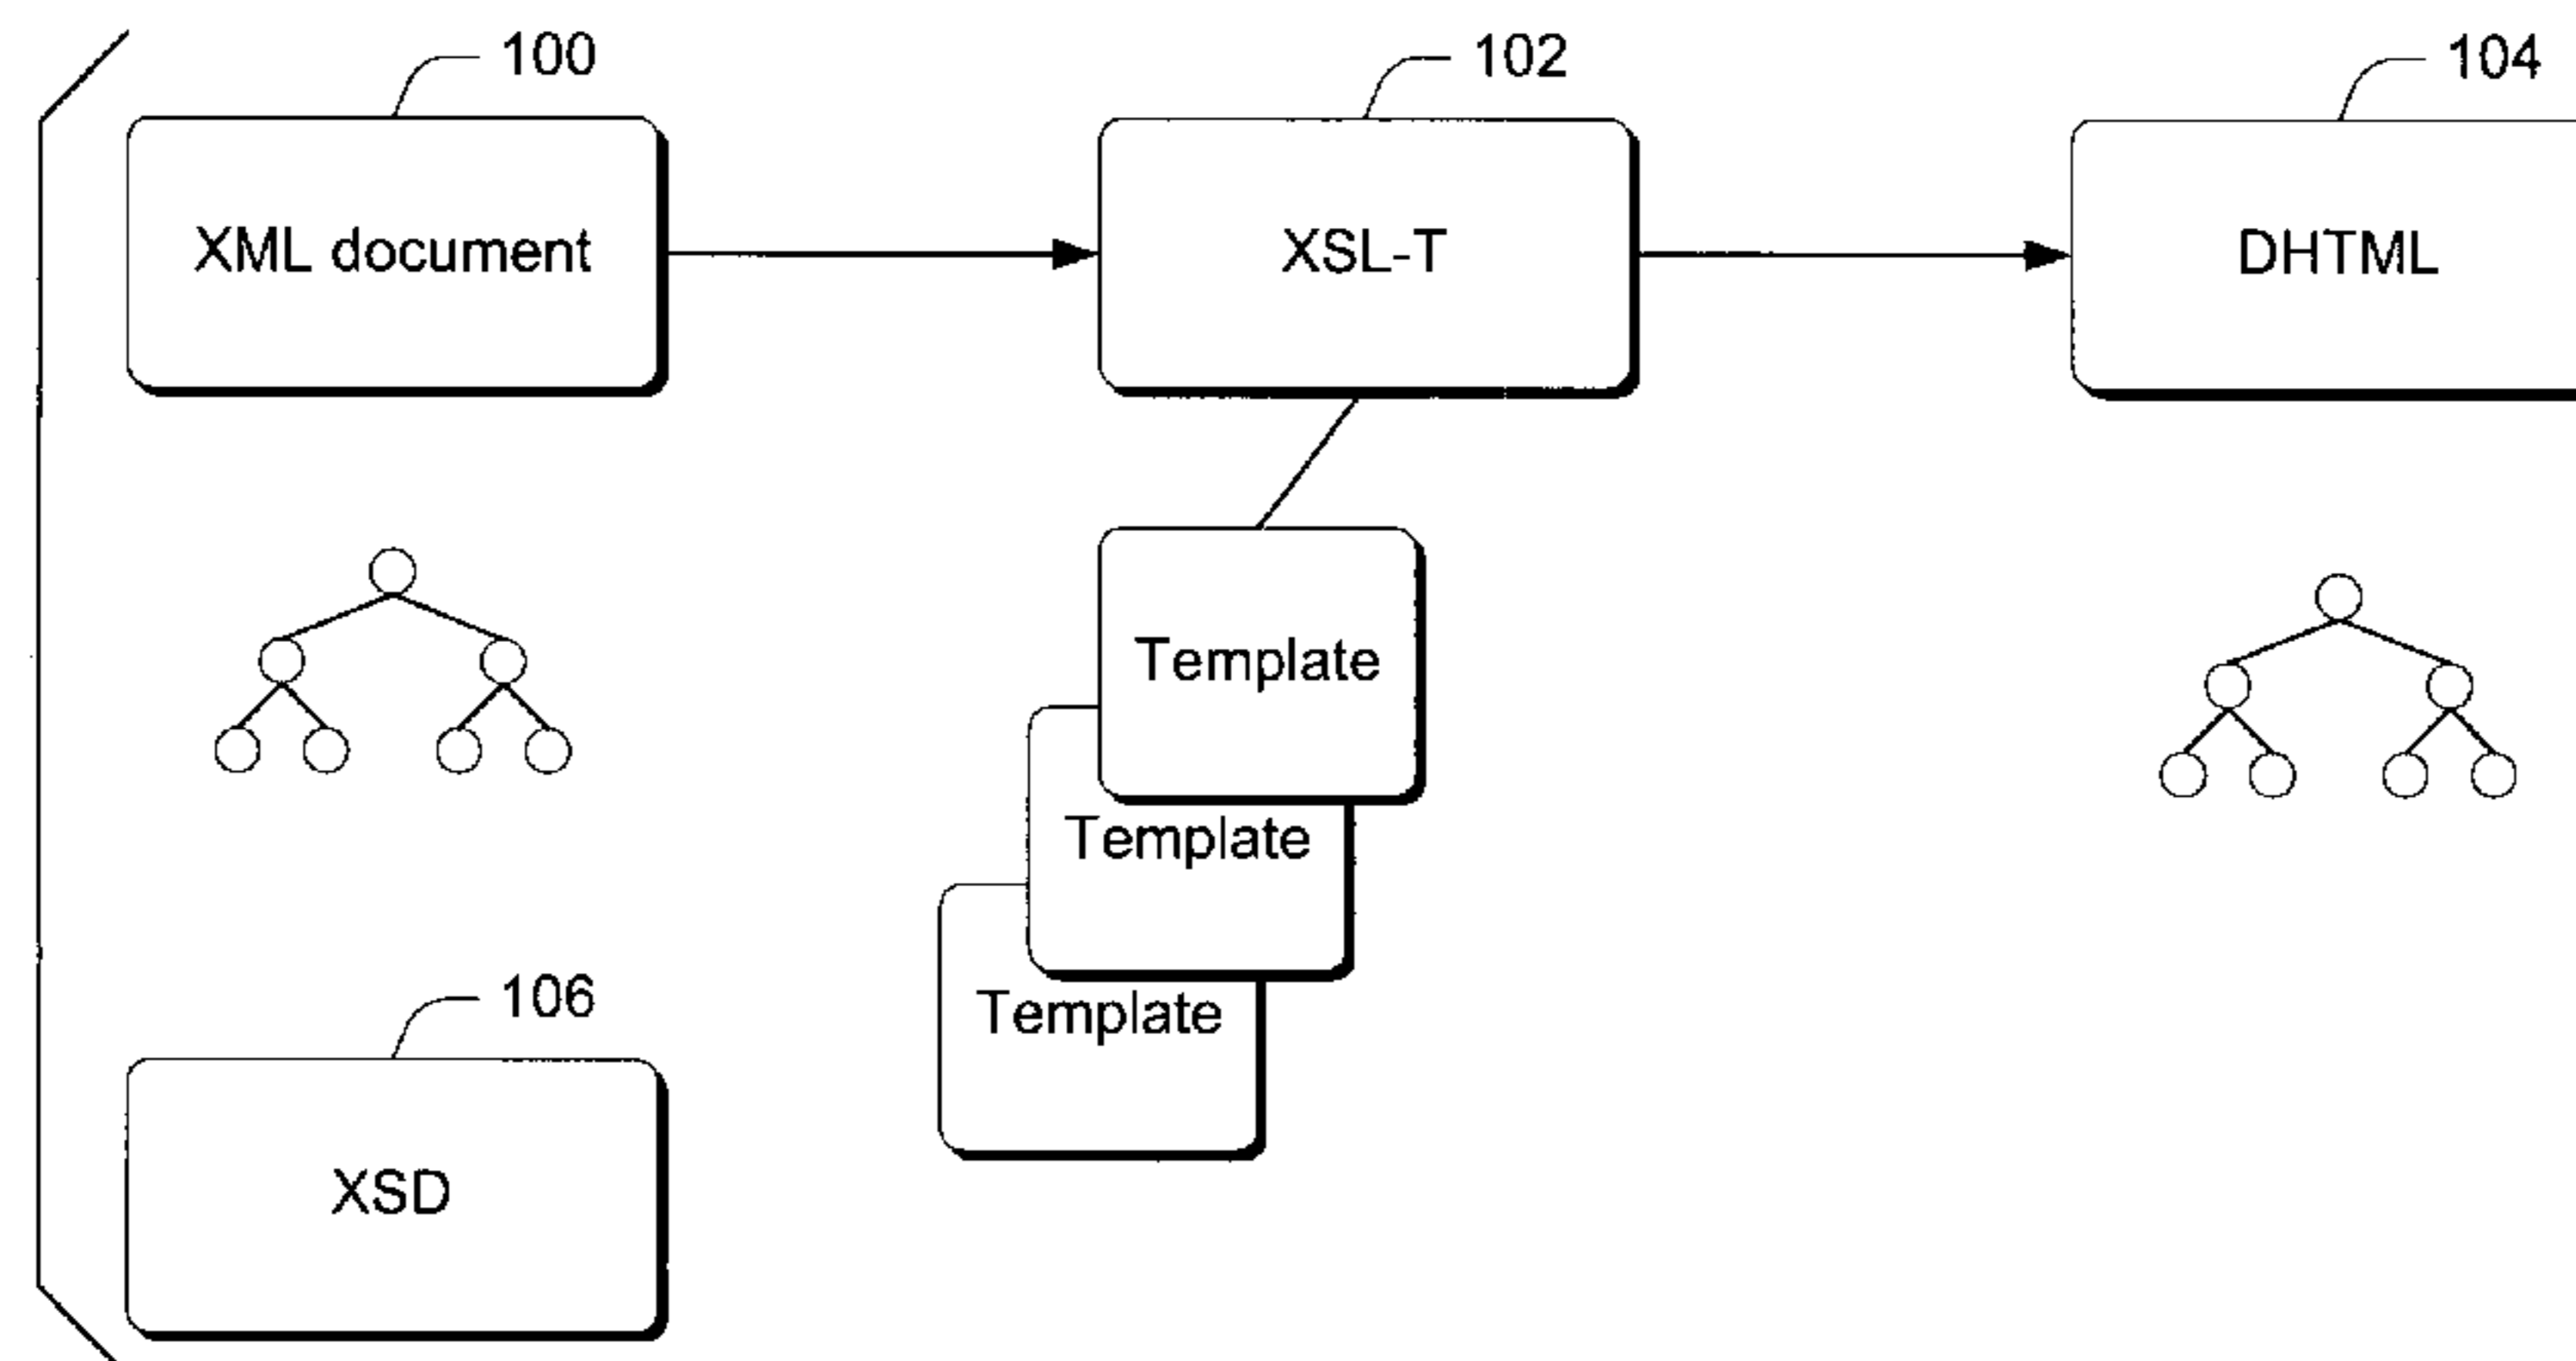 100
102
104
XML document
XSL-T
DHTML
Template
Template
106
Template
XSD